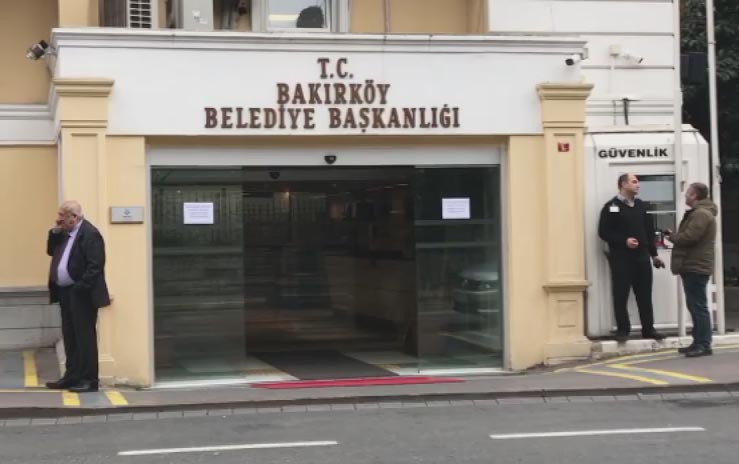 T.C.
BAKIRKÖY
BELEDİYE BAŞKANLIĞI
GÜVENLİK